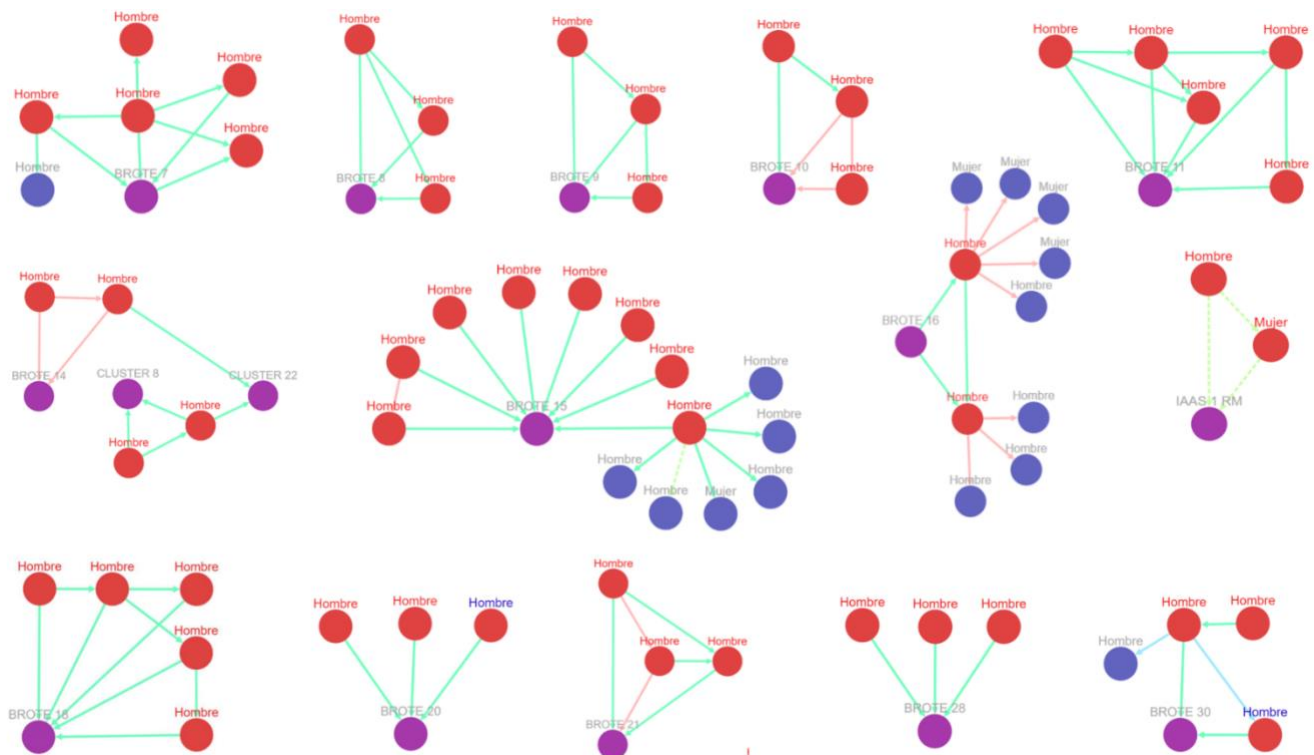 Hombre
Hombre
Hombre
Hombre
Hombre
Hombre
BROTE 7
Hombre
Hombre
Hombre
BROTE 8
Hombre
Hombre
Hombre
BROTE 9
Hombre
Hombre
Hombre
BROTE 10
Hombre
Hombre
Hombre
Hombre
Hombre
Hombre
BROTE 11
Hombre
Hombre
BROTE 14
CLUSTER 8
CLUSTER 22
Hombre
Hombre
Hombre
Hombre
Hombre
Hombre
Hombre
Hombre
Hombre
Hombre
BROTE 15
Hombre
Hombre
Hombre
Hombre
Hombre
Hombre
Mujer
Mujer
Mujer
Mujer
Mujer
Hombre
Hombre
BROTE 16
Hombre
Hombre
Hombre
Hombre
Hombre
Mujer
IAAS 1 RM
Hombre
Hombre
Hombre
Hombre
Hombre
BROTE 18
Hombre
Hombre
Hombre
BROTE 20
Hombre
Hombre
Hombre
BROTE 21
Hombre
Hombre
Hombre
BROTE 28
Hombre
Hombre
Hombre
BROTE 30
Hombre